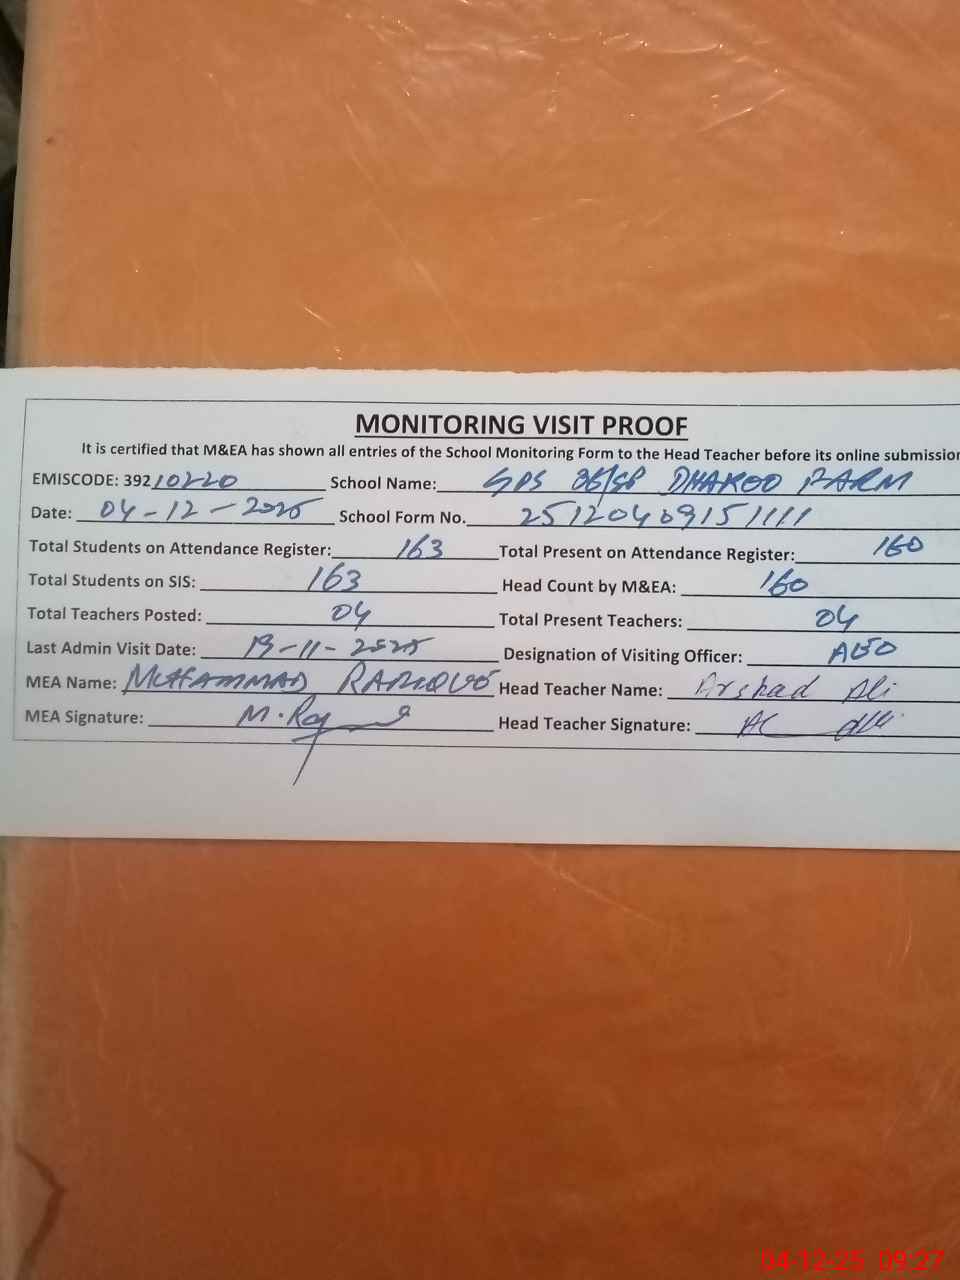 MONITORING VISIT PROOF
It is certified that M&EA has shown all entries of the School Monitoring Form to the Head Teacher before its online submission
EMISCODE: 39210220 School Name: GPS 36/SP DHAROO FARM
Date: 04-12-2025 School Form No. 25120409151111
Total Students on Attendance Register: 163 Total Present on Attendance Register: 160
Total Students on SIS: 163 Head Count by M&EA: 160
Total Teachers Posted: 04 Total Present Teachers: 04
Last Admin Visit Date: 19-11-2025 Designation of Visiting Officer: AEO
MEA Name: MUHAMMAD Head Teacher Name: Arshad Ali
MEA Signature: Head Teacher Signature:
04-12-25 09:27